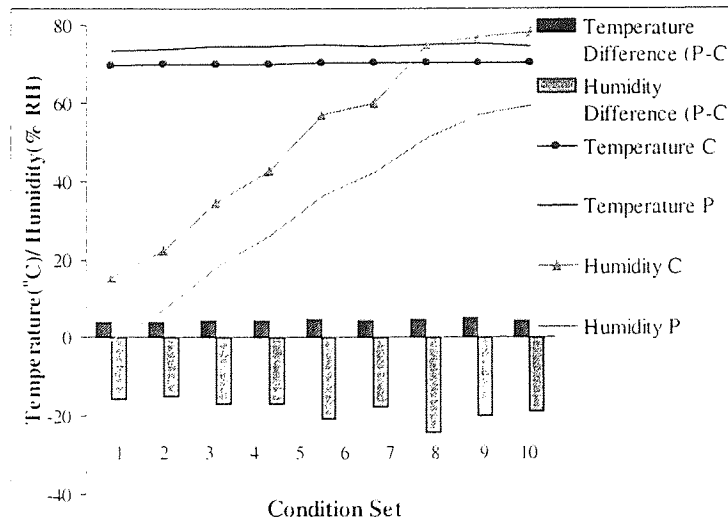 80
60
40
20
0
-20
-40
Temperature(⁰C)/ Humidity(% RH)
1 2 3 4 5 6 7 8 9 10
Condition Set
Temperature
Difference (P-C
Humidity
Difference (P-C
Temperature C
Temperature P
Humidity C
Humidity P